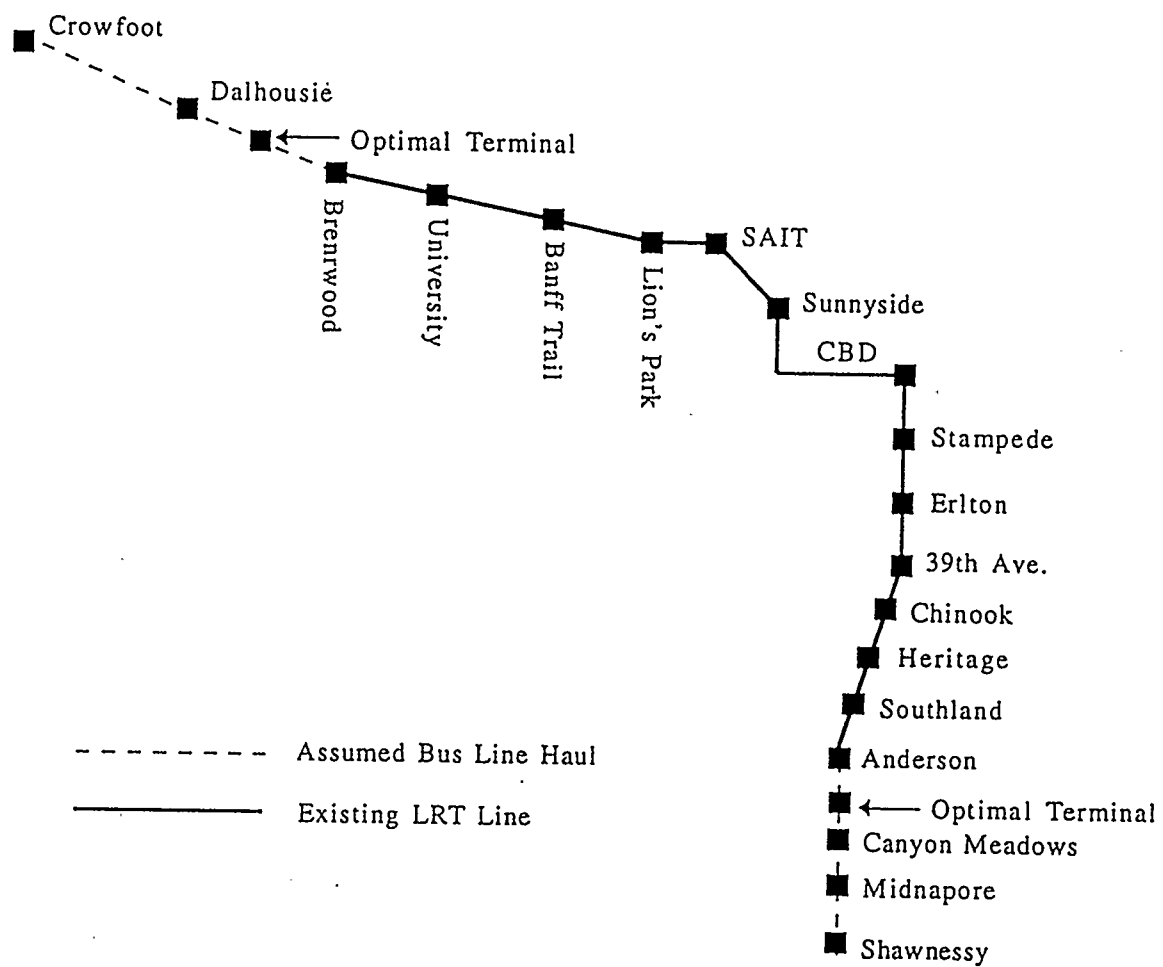 Crowfoot
Dalhousie
Optimal Terminal
Brenrwood
University
Banff Trail
Lion's Park
SAIT
Sunnyside
CBD
Stampede
Erlton
39th Ave.
Chinook
Heritage
Southland
Anderson
Optimal Terminal
Canyon Meadows
Midnapore
Shawnessy
Assumed Bus Line Haul
Existing LRT Line